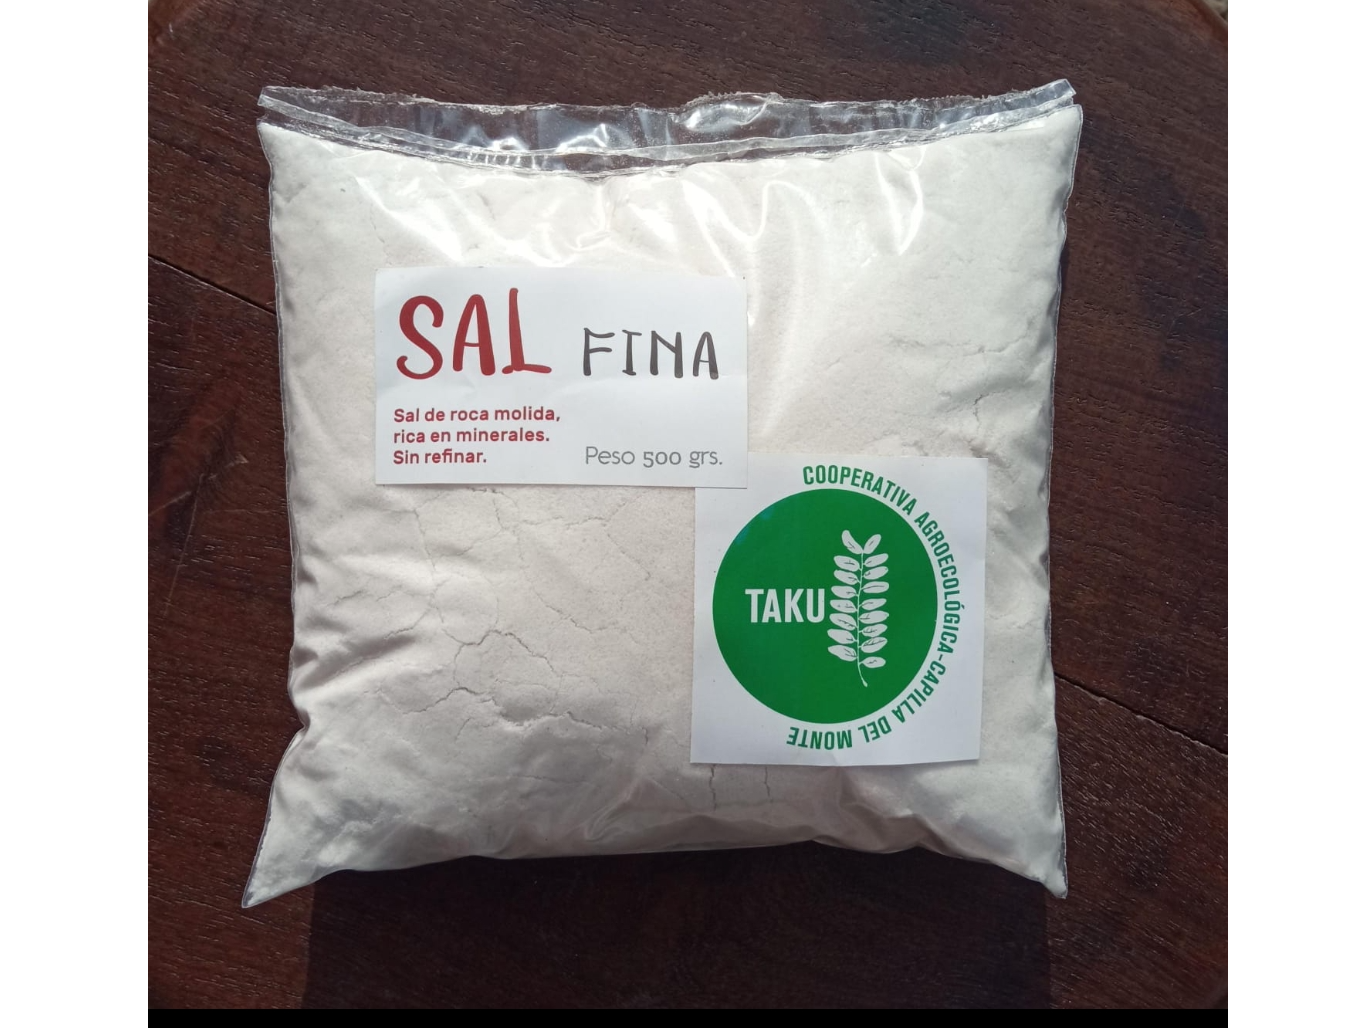 SAL FINA
Sal de roca molida,
rica en minerales.
Sin refinar.
Peso 500 grs.
COOPERATIVA AGROECOLÓGICA-CAPILLA DEL MONTE
TAKU